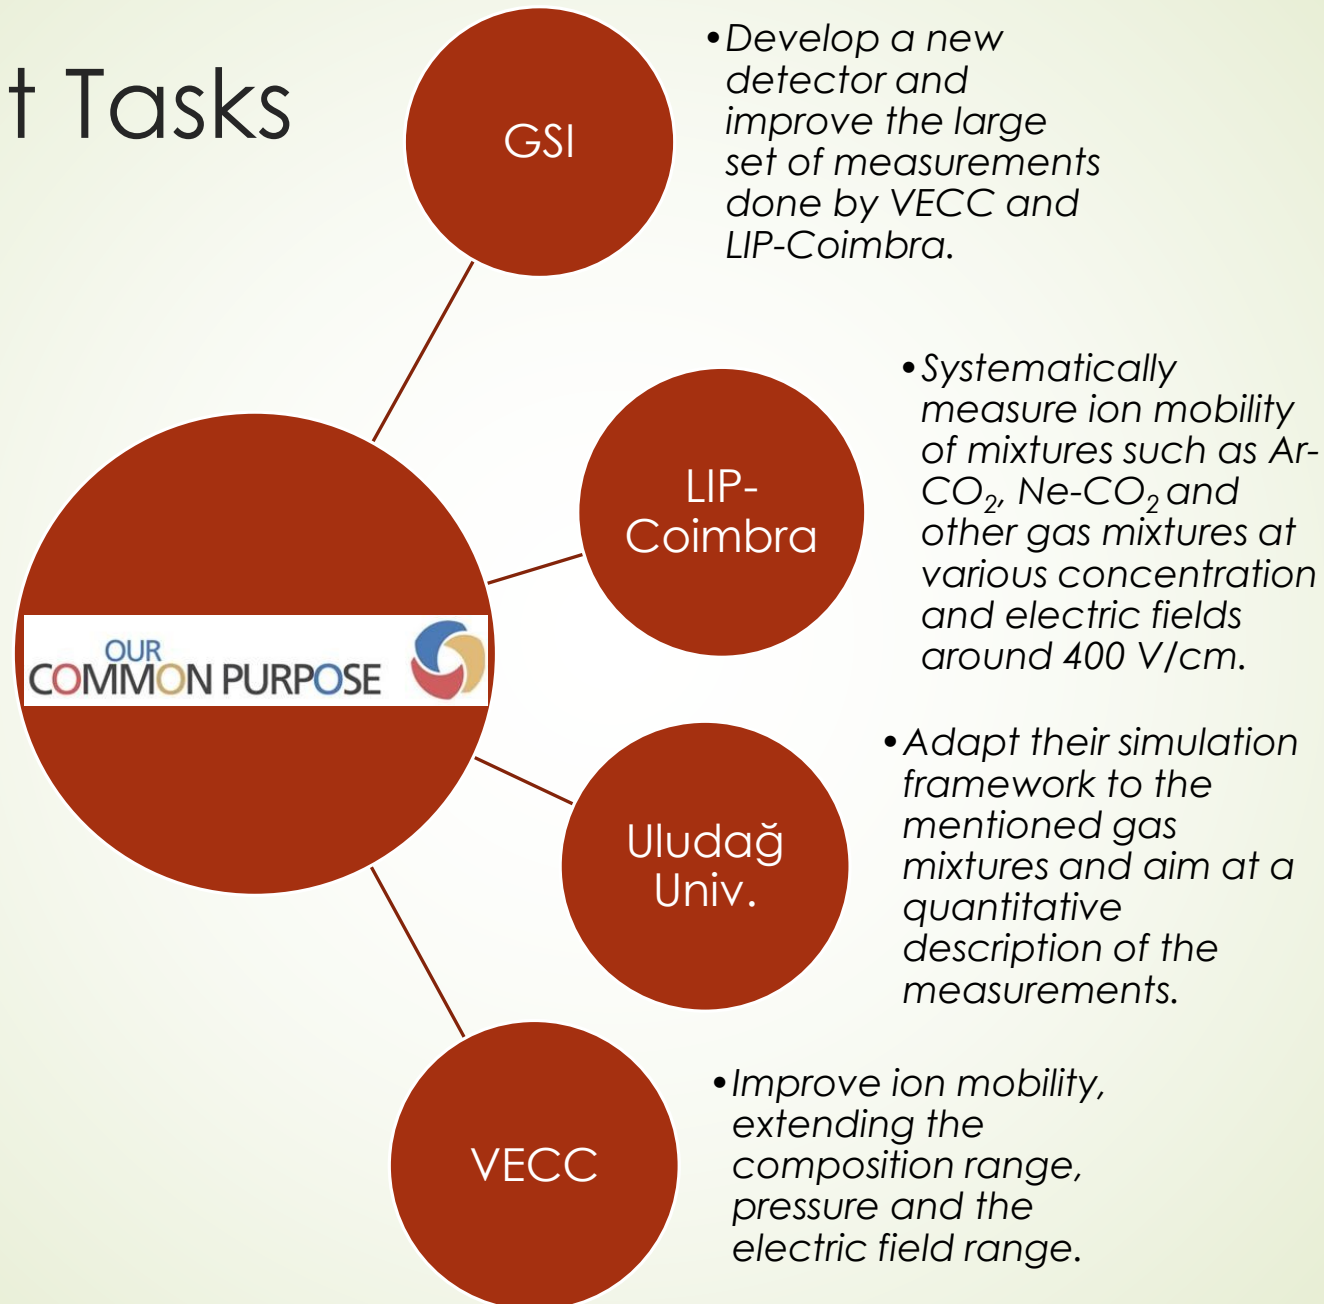 t Tasks
GSI
•Develop a new
detector and
improve the large
set of measurements
done by VECC and
LIP-Coimbra.
LIP-
Coimbra
•Systematically
measure ion mobility
of mixtures such as Ar-
CO₂, Ne-CO₂ and
other gas mixtures at
various concentration
and electric fields
around 400 V/cm.
OUR
COMMON PURPOSE
Uludağ
Univ.
•Adapt their simulation
framework to the
mentioned gas
mixtures and aim at a
quantitative
description of the
measurements.
VECC
•Improve ion mobility,
extending the
composition range,
pressure and the
electric field range.